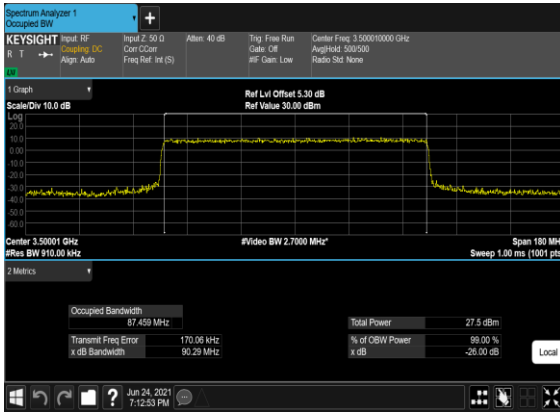 Spectrum Analyzer 1
Occupied BW
KEYSIGHT Input: RF Input Z: 50 Ω Atten: 40 dB Trig: Free Run Center Freq: 3.500010000 GHz
R T Coupling: DC Corr CCorr Gate: Off Avg|Hold: 500/500
Align: Auto Freq Ref: Int (S) #IF Gain: Low Radio Std: None
1 Graph
Ref Lvl Offset 5.30 dB
Scale/Div 10.0 dB Ref Value 30.00 dBm
Log
20.0
10.0
0.00
-10.0
-20.0
-30.0
-40.0
-50.0
-60.0
Center 3.50001 GHz #Video BW 2.7000 MHz* Span 180 MH
#Res BW 910.00 kHz Sweep 1.00 ms (1001 pts
2 Metrics
Occupied Bandwidth
87.459 MHz Total Power 27.5 dBm
Transmit Freq Error 170.06 kHz % of OBW Power 99.00 %
x dB Bandwidth 90.29 MHz x dB -26.00 dB
Local
? Jun 24, 2021
7:12:53 PM